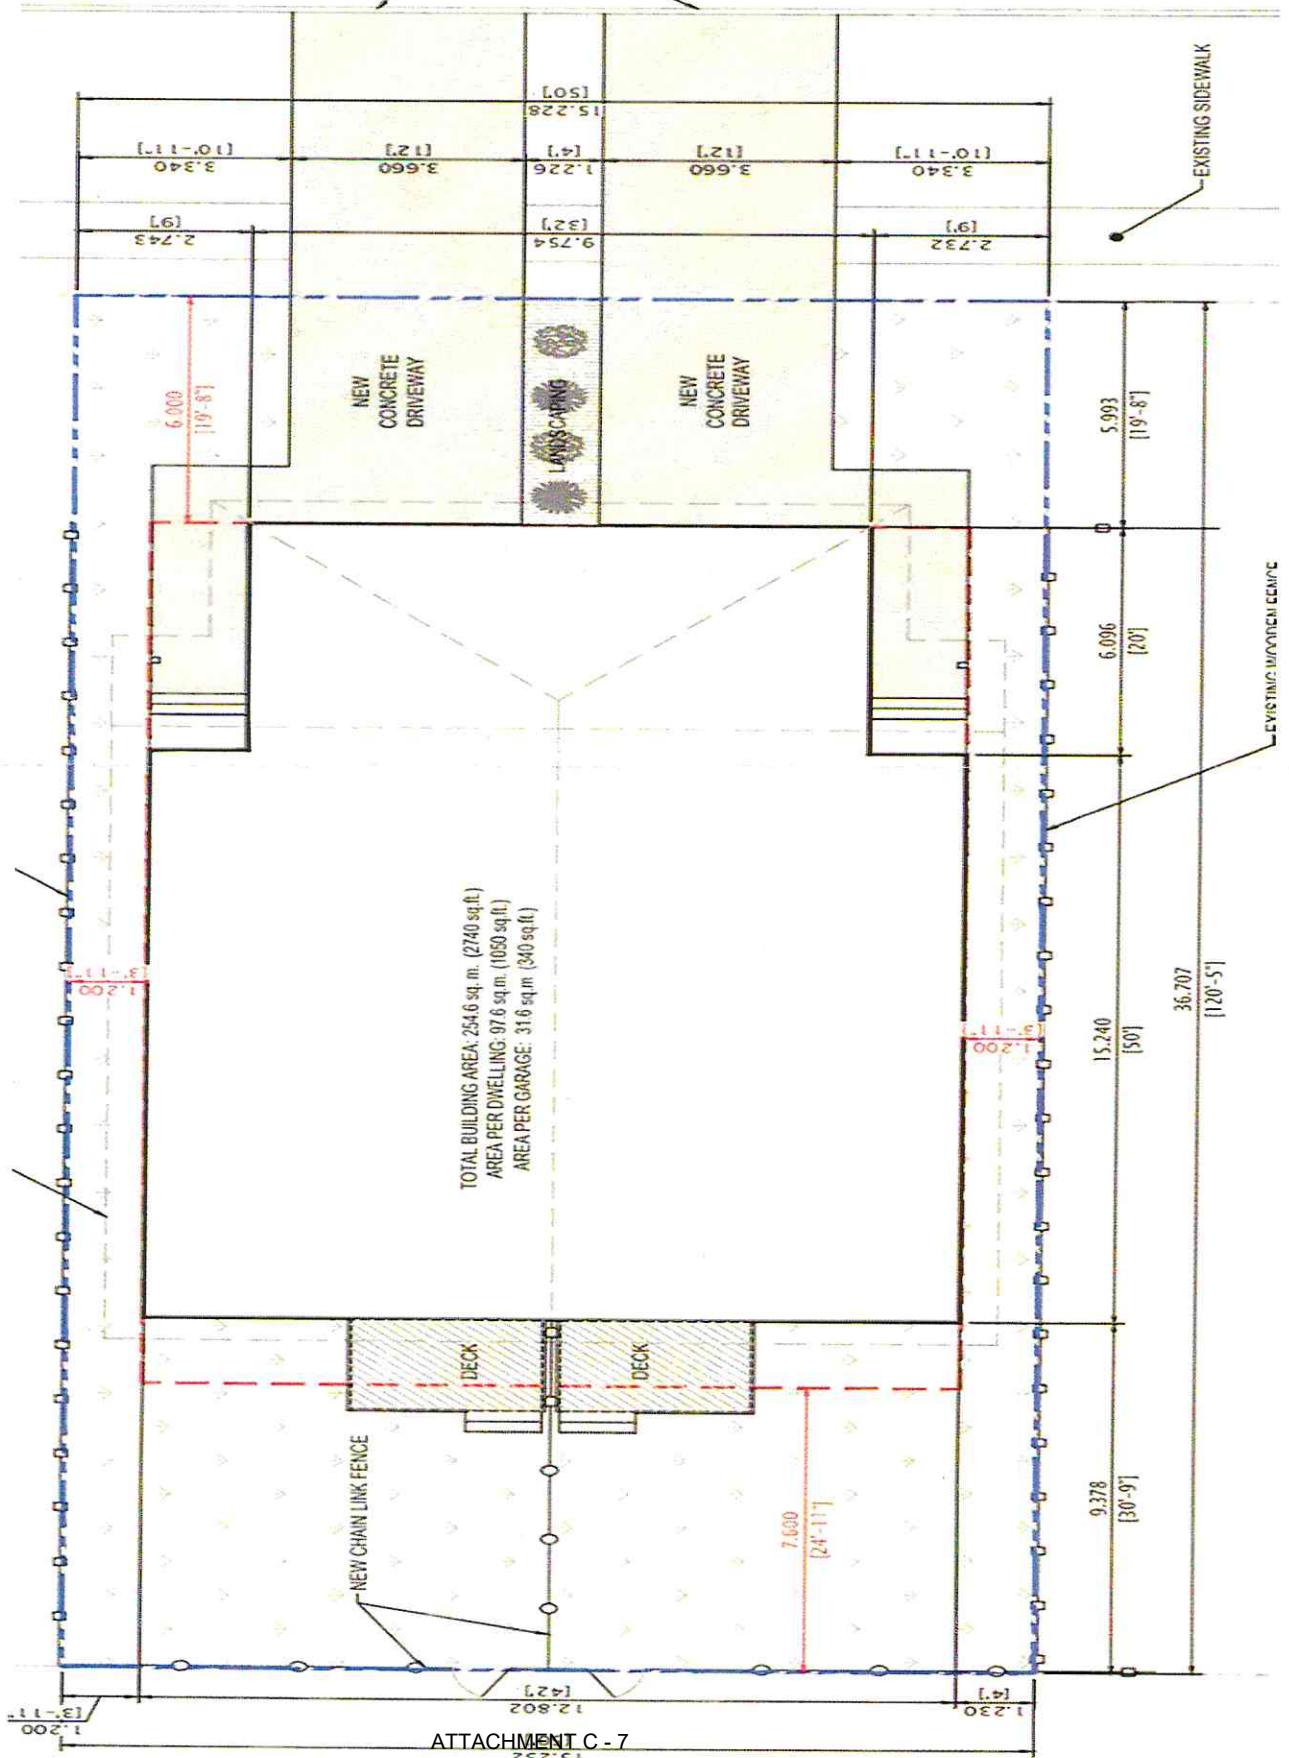 15.228
[50']
3.340
[10'-11"]
3.660
[12']
1.226
[4']
3.660
[12']
3.340
[10'-11"]
2.743
[9']
9.754
[32']
2.732
[9']
EXISTING SIDEWALK
6.000
[19'-8"]
NEW
CONCRETE
DRIVEWAY
LANDSCAPING
NEW
CONCRETE
DRIVEWAY
5.993
[19'-8"]
6.096
[20']
EXISTING WOODEN FENCE
TOTAL BUILDING AREA: 254.6 sq. m. (2740 sq.ft.)
AREA PER DWELLING: 97.6 sq.m. (1050 sq.ft.)
AREA PER GARAGE: 31.6 sq.m (340 sq.ft.)
1.200
[3'-11"]
1.200
[3'-11"]
15.240
[50']
36.707
[120'-5"]
DECK
DECK
NEW CHAIN LINK FENCE
7.600
[24'-11"]
9.378
[30'-9"]
1.200
[3'-11"
12.802
[42']
1.230
[4']
ATTACHMENT C - 7